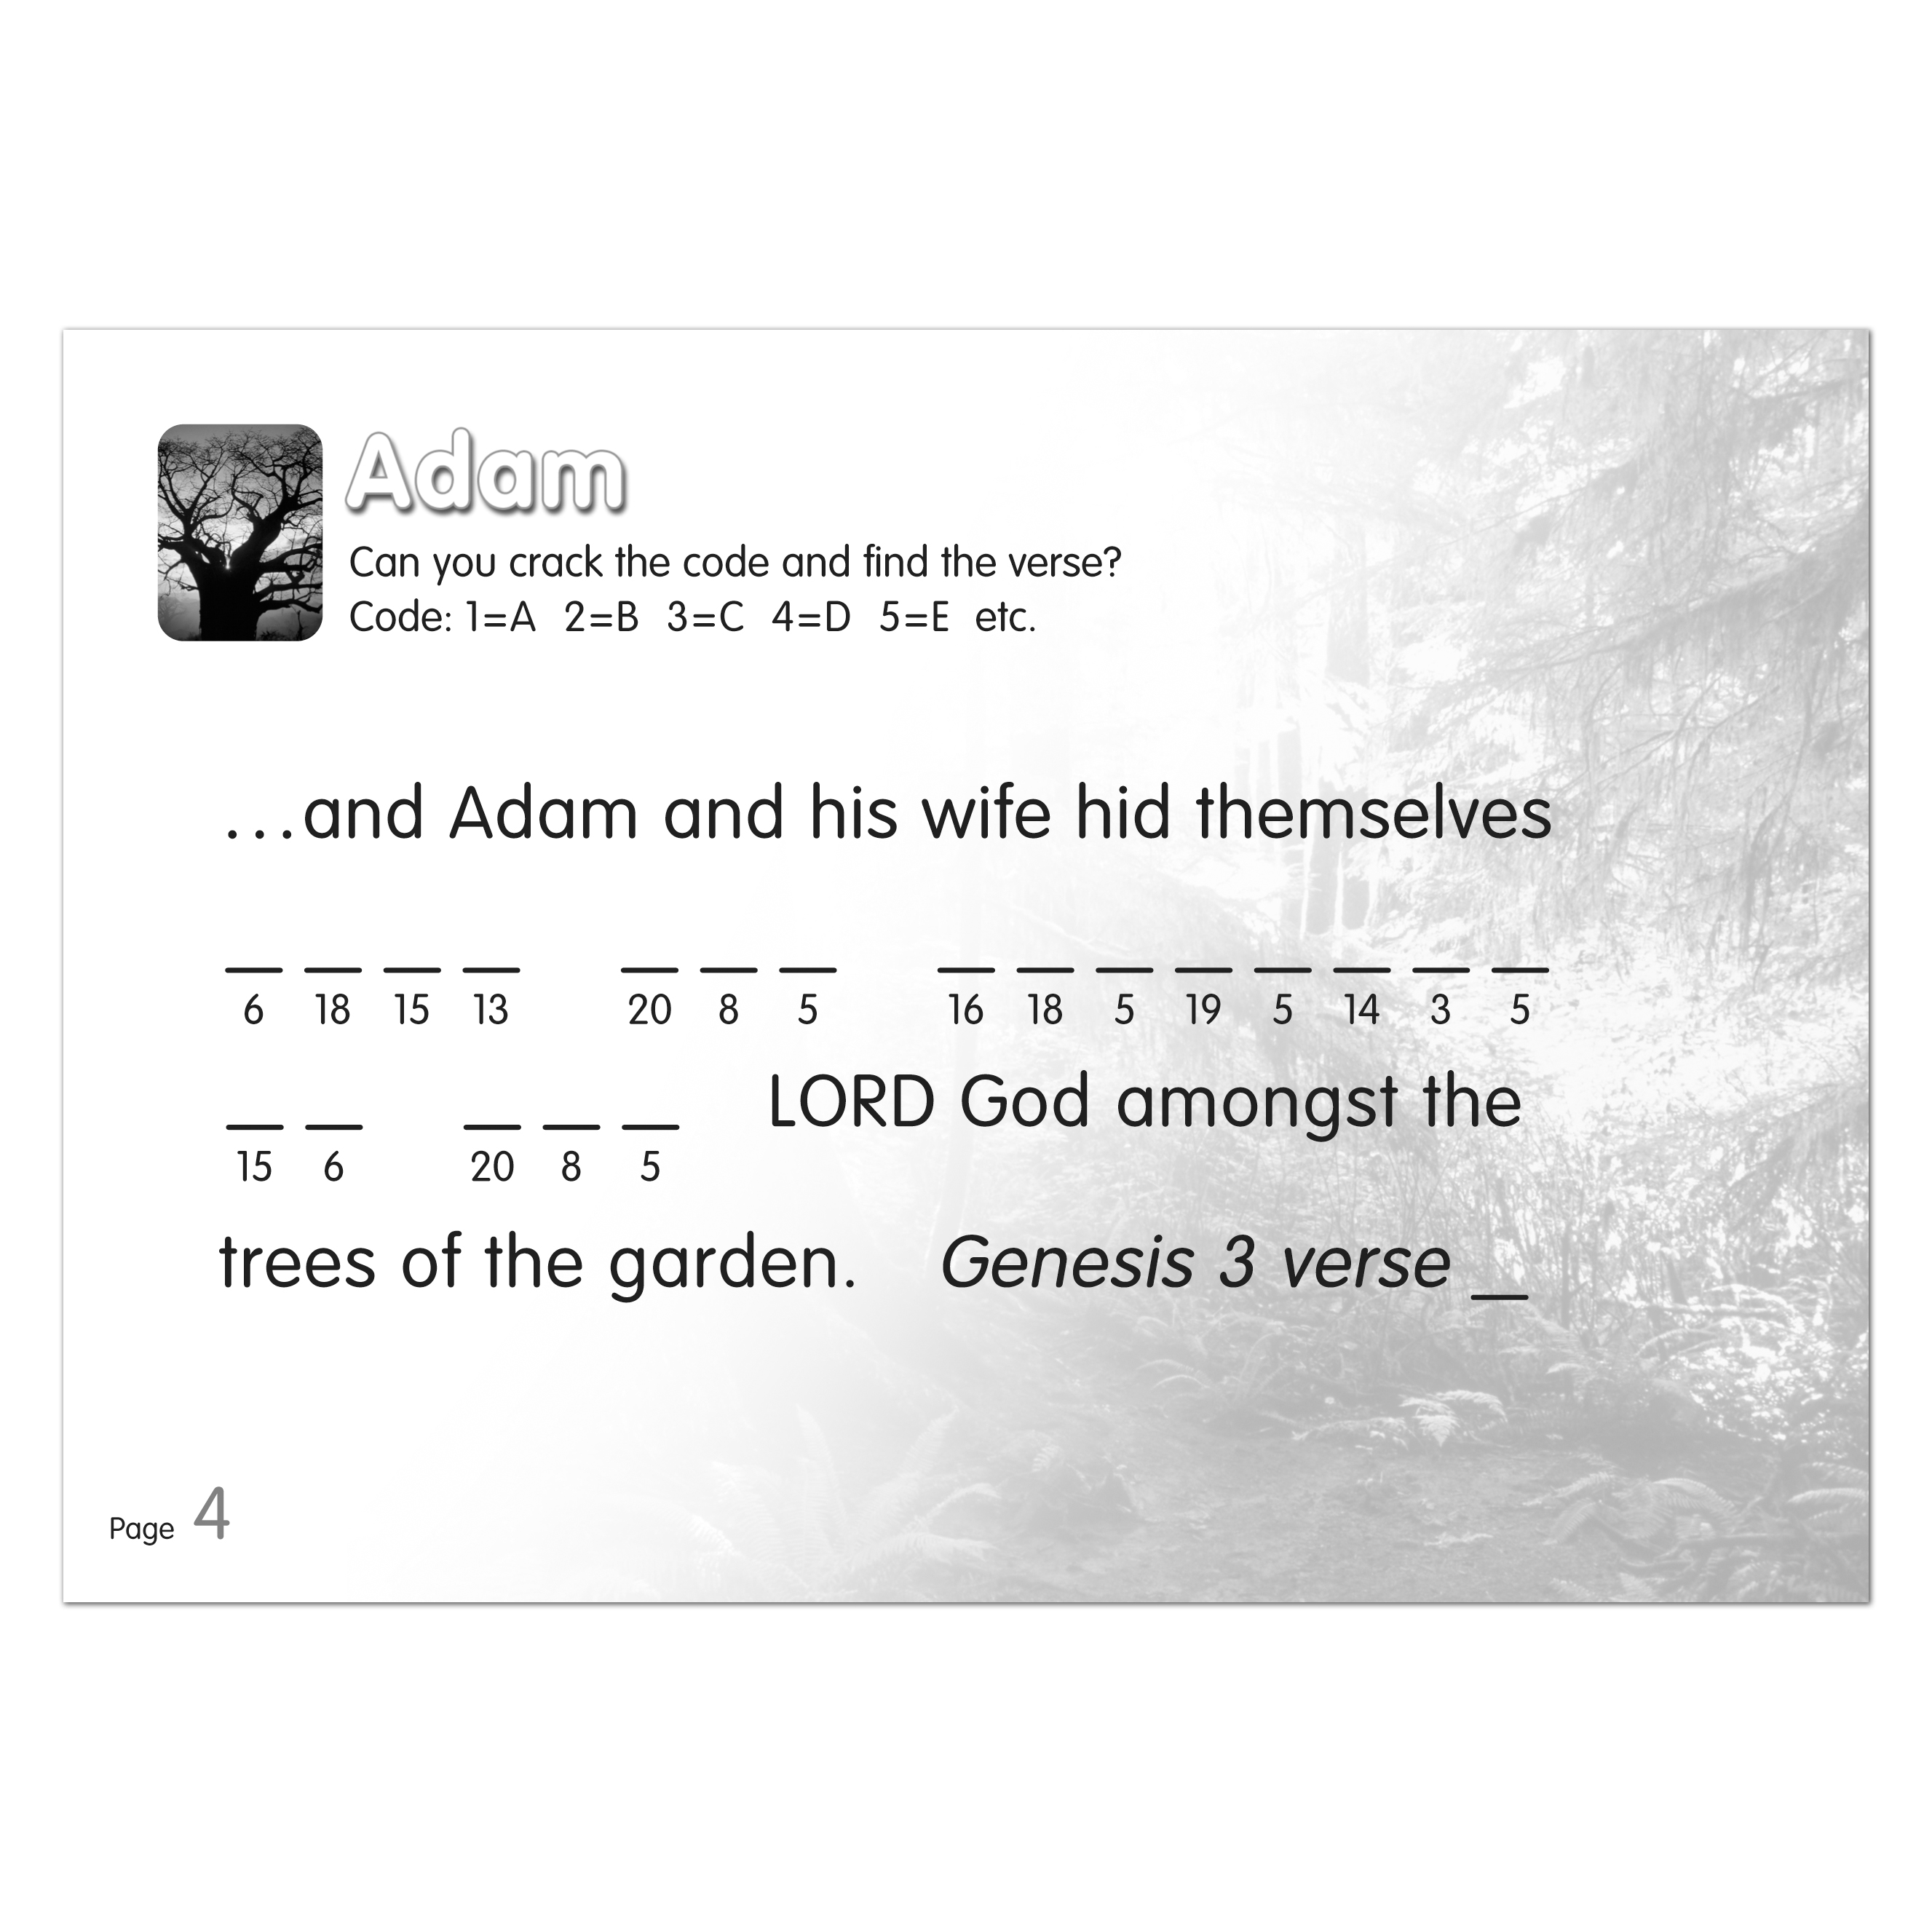 Adam
Can you crack the code and find the verse?
Code: 1=A 2=B 3=C 4=D 5=E etc.
…and Adam and his wife hid themselves
_ _ _ _ _ _ _ _ _ _ _ _ _ _ _
6 18 15 13 20 8 5 16 18 5 19 5 14 3 5
_ _ _ _ _ LORD God amongst the
15 6 20 8 5
trees of the garden. Genesis 3 verse _
Page 4